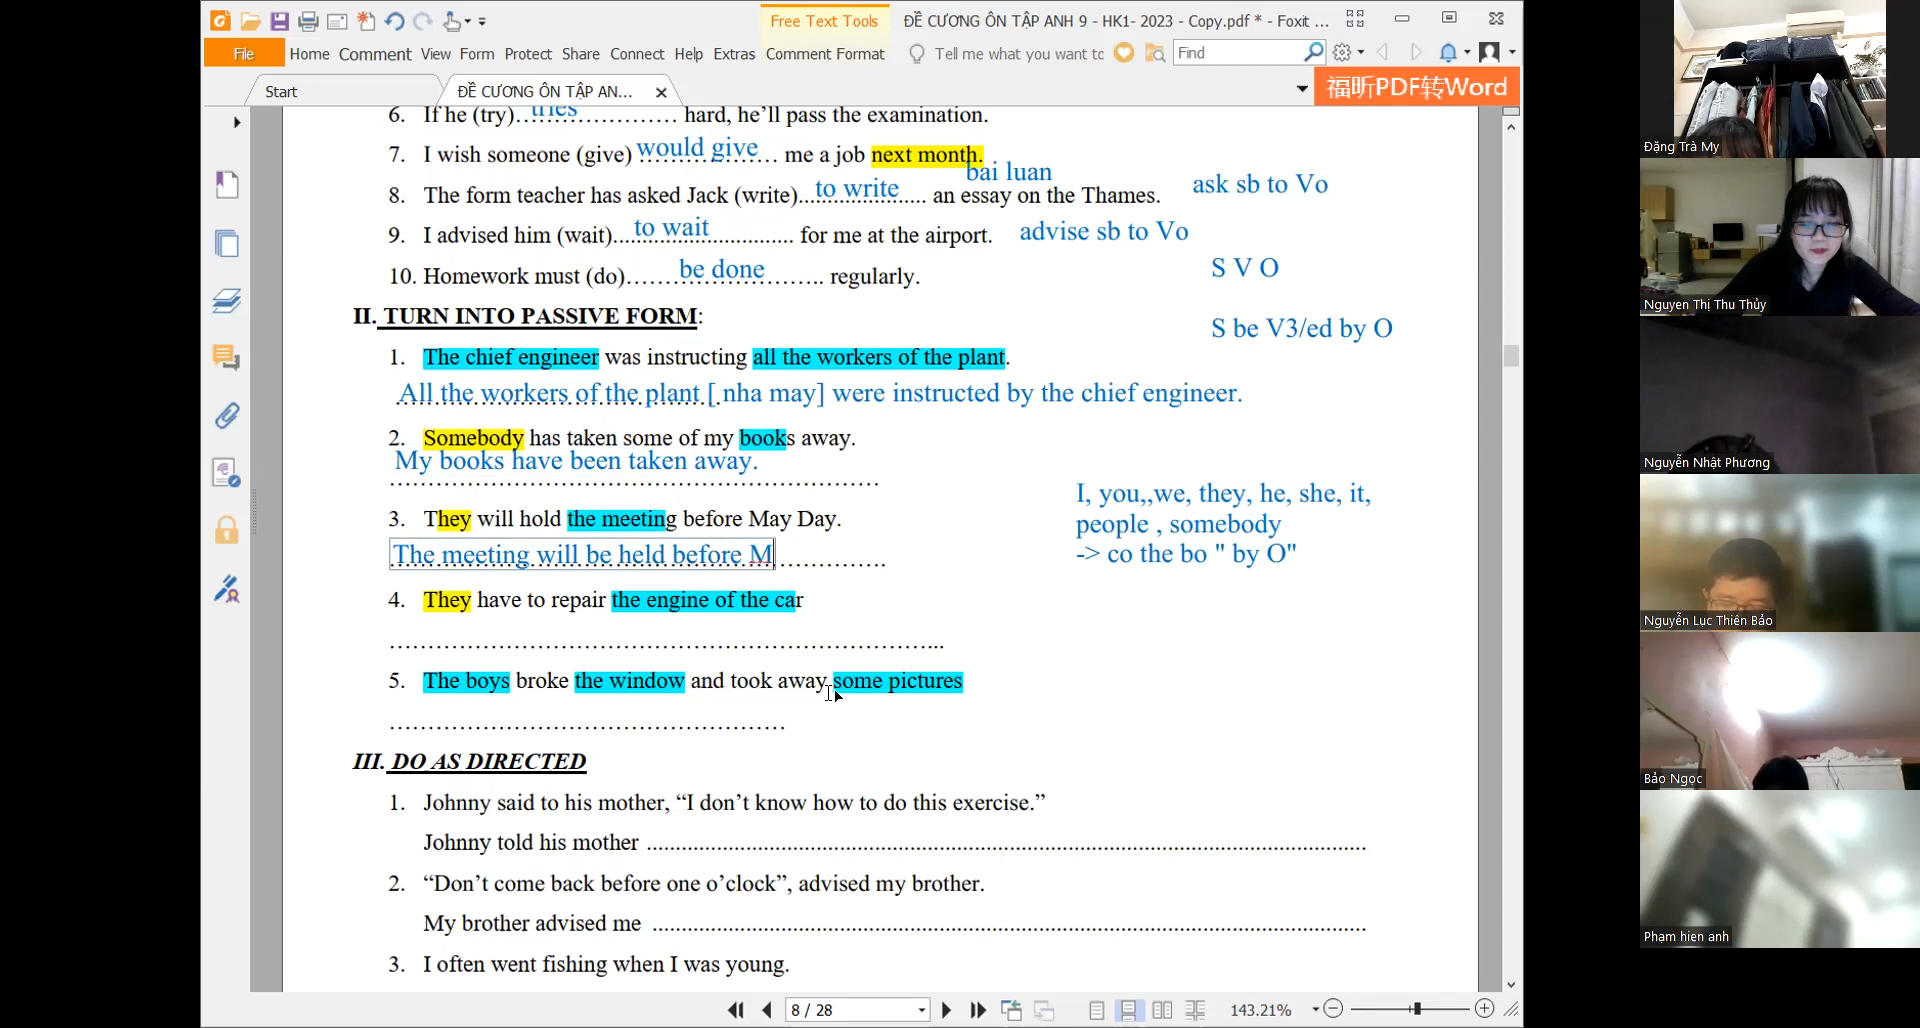 Free Text Tools
ĐỀ CƯƠNG ÔN TẬP ANH 9 - HK1- 2023 - Copy.pdf * - Foxit ...
File Home Comment View Form Protect Share Connect Help Extras Comment Format Tell me what you want to Find
Start ĐỀ CƯƠNG ÔN TẬP AN... 福昕PDF转Word
6. If he (try)..................... hard, he'll pass the examination.
tries
7. I wish someone (give) ..................... me a job next month.
would give
bai luan
8. The form teacher has asked Jack (write)..................... an essay on the Thames.
to write
ask sb to Vo
9. I advised him (wait)............................... for me at the airport.
to wait
advise sb to Vo
10. Homework must (do)........................... regularly.
be done
S V O
II. TURN INTO PASSIVE FORM:
S be V3/ed by O
1. The chief engineer was instructing all the workers of the plant.
All the workers of the plant [ nha may] were instructed by the chief engineer.
2. Somebody has taken some of my books away.
My books have been taken away.
I, you,,we, they, he, she, it,
people , somebody
-> co the bo " by O"
3. They will hold the meeting before May Day.
The meeting will be held before M
4. They have to repair the engine of the car
5. The boys broke the window and took away some pictures
III. DO AS DIRECTED
1. Johnny said to his mother, “I don’t know how to do this exercise.”
Johnny told his mother ....................................................
2. “Don’t come back before one o’clock”, advised my brother.
My brother advised me ....................................................
3. I often went fishing when I was young.
8 / 28
143.21%
Đặng Trà My
Nguyen Thị Thu Thủy
Nguyễn Nhật Phương
Nguyễn Lục Thiên Bảo
Bảo Ngọc
Phạm hien anh